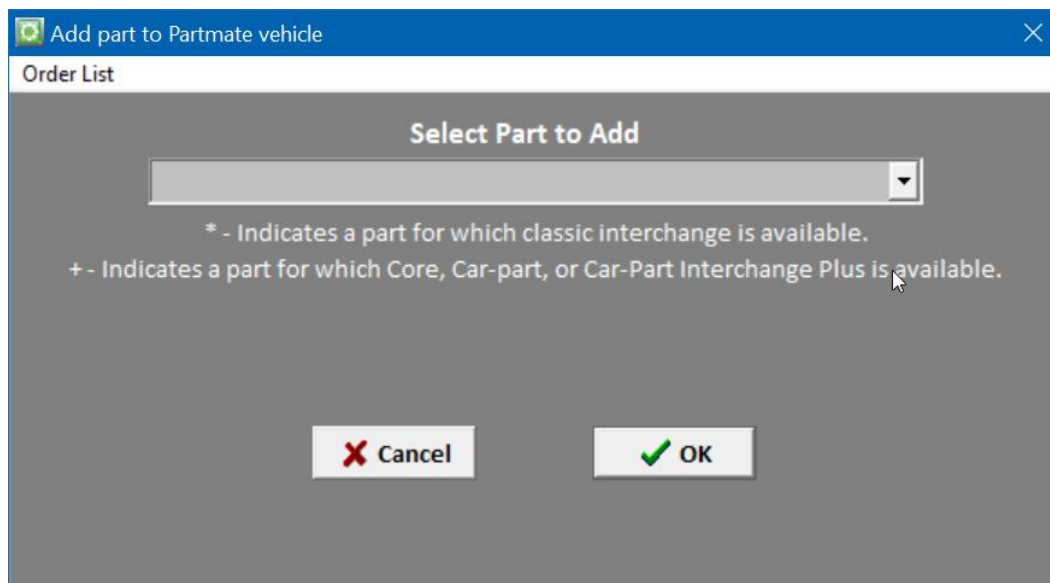 Add part to Partmate vehicle
Order List
Select Part to Add
* - Indicates a part for which classic interchange is available.
+ - Indicates a part for which Core, Car-part, or Car-Part Interchange Plus is available.
Cancel
OK